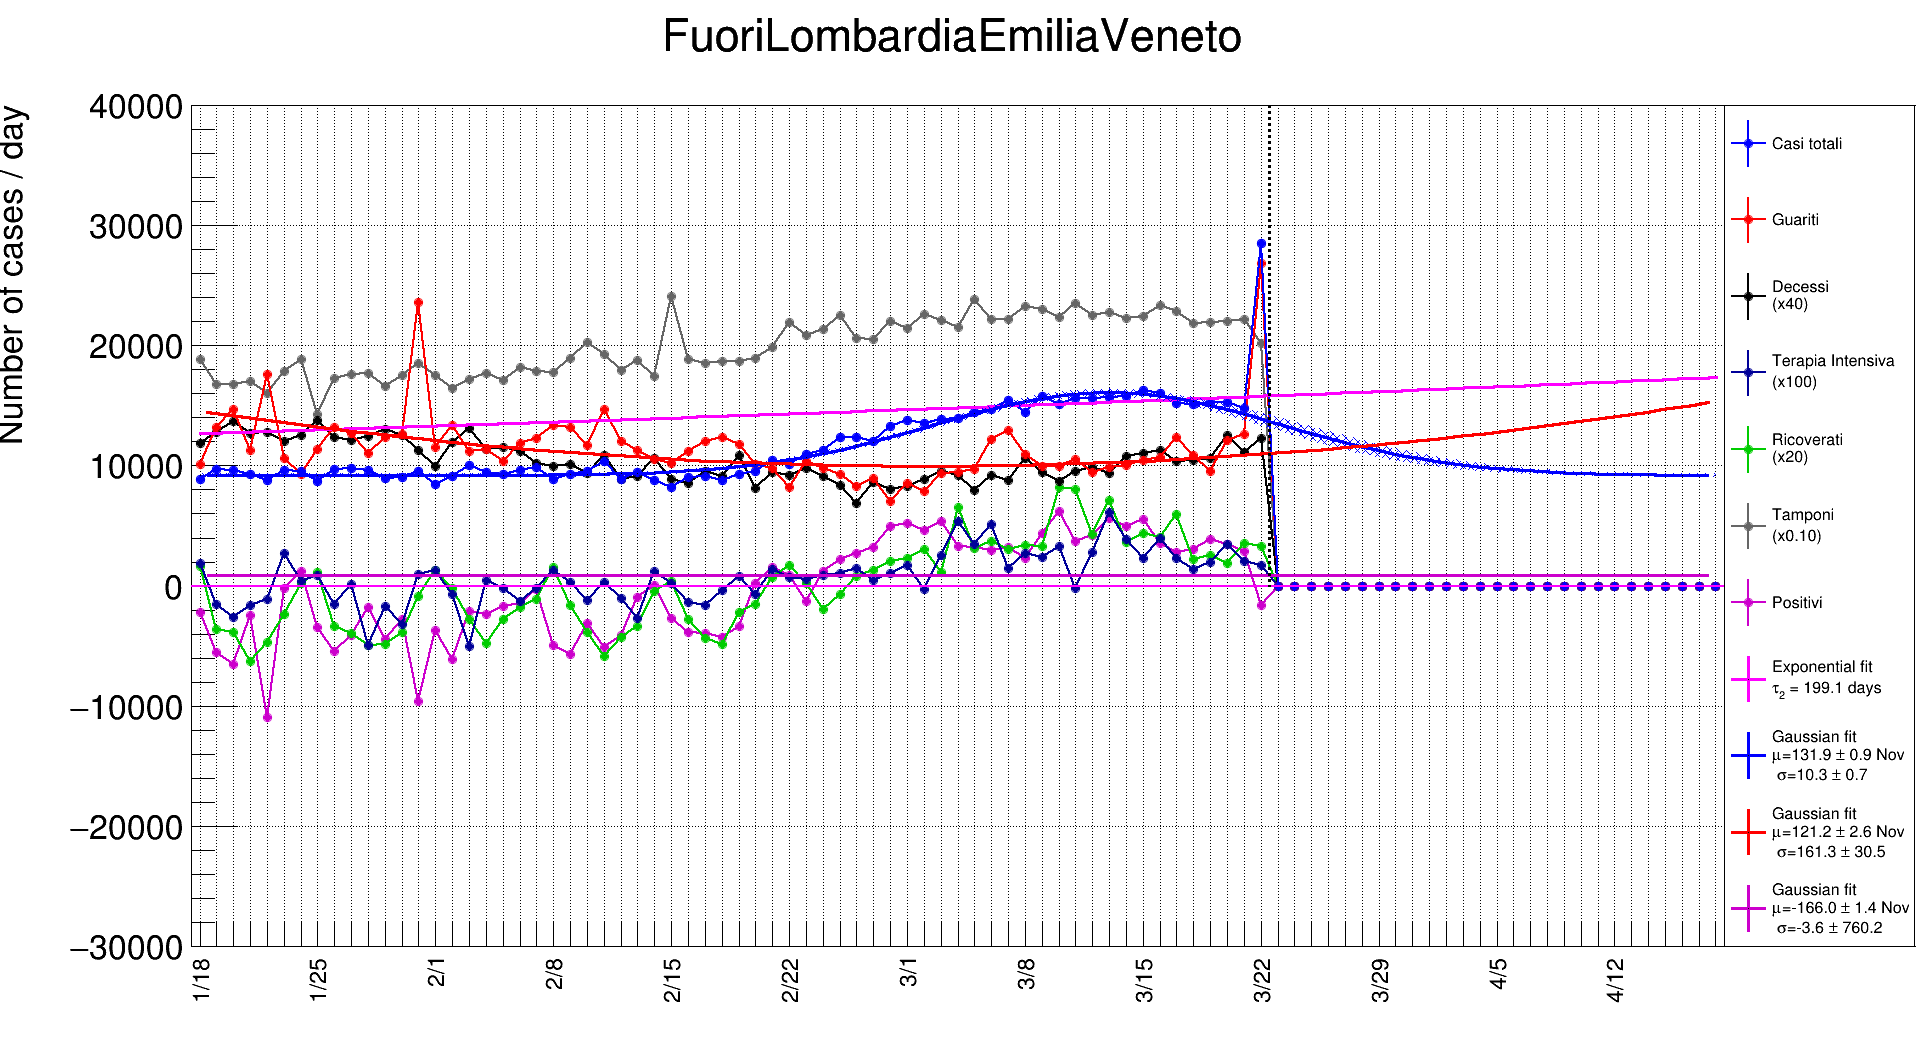 FuoriLombardiaEmiliaVeneto
Number of cases / day
40000
30000
20000
10000
0
−10000
−20000
−30000
1/18
1/25
2/1
2/8
2/15
2/22
3/1
3/8
3/15
3/22
3/29
4/5
4/12
Casi totali
Guariti
Decessi
(x40)
Terapia Intensiva
(x100)
Ricoverati
(x20)
Tamponi
(x0.10)
Positivi
Exponential fit
τ2 = 199.1 days
Gaussian fit
μ=131.9 ± 0.9 Nov
σ=10.3 ± 0.7
Gaussian fit
μ=121.2 ± 2.6 Nov
σ=161.3 ± 30.5
Gaussian fit
μ=-166.0 ± 1.4 Nov
σ=-3.6 ± 760.2